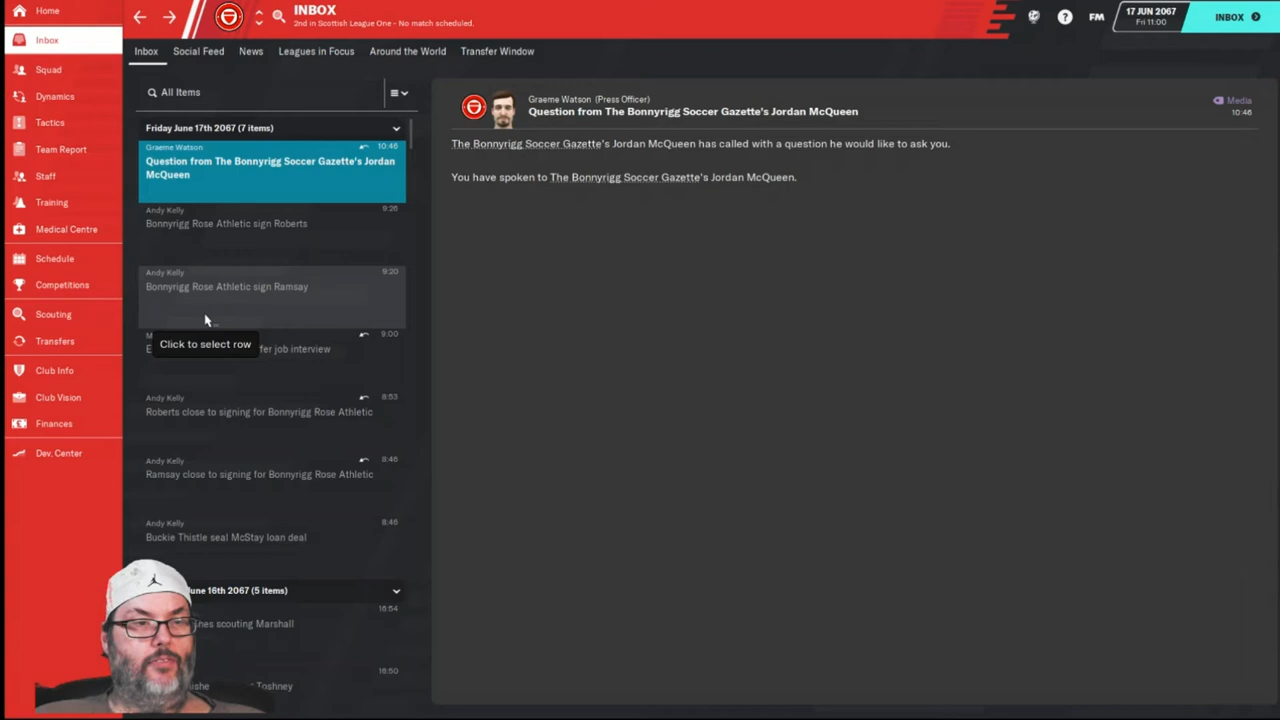 Home
Inbox
Squad
Dynamics
Tactics
Team Report
Staff
Training
Medical Centre
Schedule
Competitions
Scouting
Transfers
Club Info
Club Vision
Finances
Dev. Center
INBOX
2nd in Scottish League One - No match scheduled.
FM
17 JUN 2067
Fri 11:00
INBOX
Inbox
Social Feed
News
Leagues in Focus
Around the World
Transfer Window
All Items
Friday June 17th 2067 (7 items)
Graeme Watson
10:46
Question from The Bonnyrigg Soccer Gazette's Jordan
McQueen
Andy Kelly
9:26
Bonnyrigg Rose Athletic sign Roberts
Andy Kelly
9:20
Bonnyrigg Rose Athletic sign Ramsay
Click to select row
9:00
fer job interview
Andy Kelly
8:53
Roberts close to signing for Bonnyrigg Rose Athletic
Andy Kelly
8:46
Ramsay close to signing for Bonnyrigg Rose Athletic
Andy Kelly
8:46
Buckie Thistle seal McStay loan deal
une 16th 2067 (5 items)
16:54
nes scouting Marshall
16:50
Toshney
Graeme Watson (Press Officer)
Question from The Bonnyrigg Soccer Gazette's Jordan McQueen
Media
10:46
The Bonnyrigg Soccer Gazette's Jordan McQueen has called with a question he would like to ask you.
You have spoken to The Bonnyrigg Soccer Gazette's Jordan McQueen.